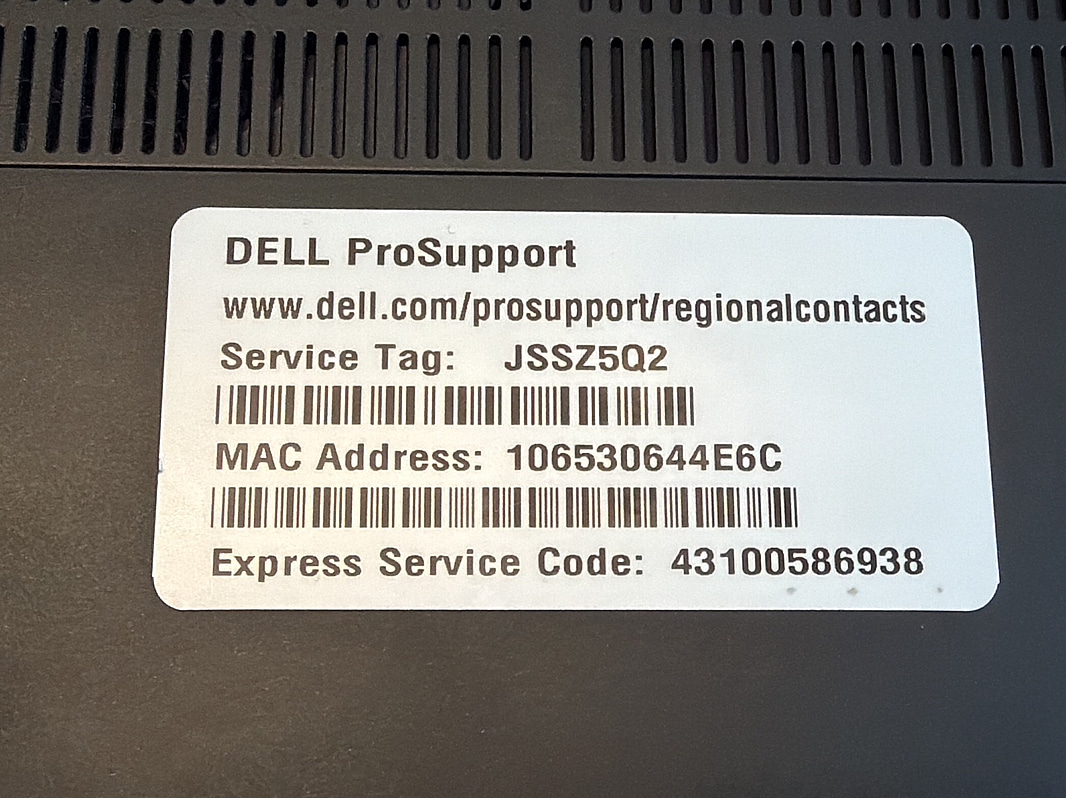 DELL ProSupport
www.dell.com/prosupport/regionalcontacts
Service Tag: JSSZ5Q2
MAC Address: 106530644E6C
Express Service Code: 43100586938